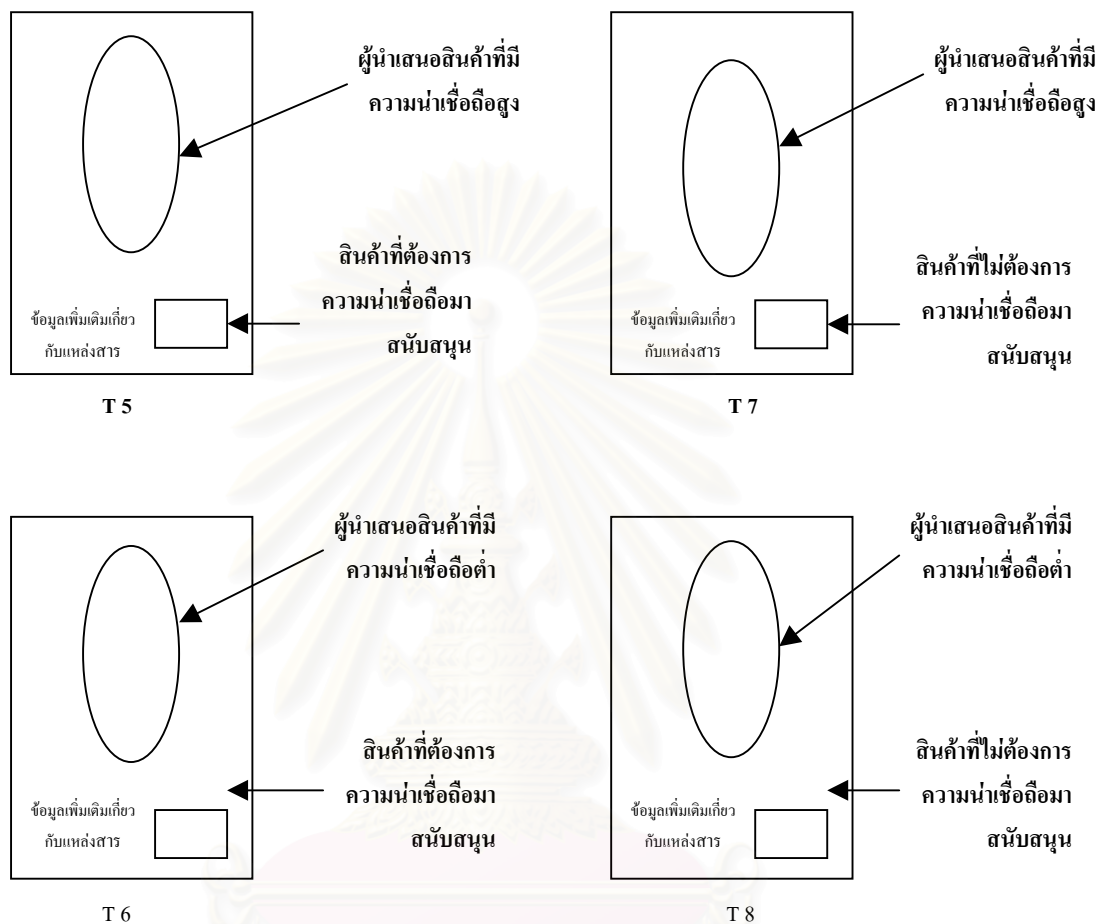 ผู้นำเสนอสินค้าที่มี
ความน่าเชื่อถือสูง
สินค้าที่ต้องการ
ความน่าเชื่อถือมา
สนับสนุน
ข้อมูลเพิ่มเติมเกี่ยว
กับแหล่งสาร
T 5
ผู้นำเสนอสินค้าที่มี
ความน่าเชื่อถือสูง
สินค้าที่ไม่ต้องการ
ความน่าเชื่อถือมา
สนับสนุน
ข้อมูลเพิ่มเติมเกี่ยว
กับแหล่งสาร
T 7
ผู้นำเสนอสินค้าที่มี
ความน่าเชื่อถือต่ำ
สินค้าที่ต้องการ
ความน่าเชื่อถือมา
สนับสนุน
ข้อมูลเพิ่มเติมเกี่ยว
กับแหล่งสาร
T 6
ผู้นำเสนอสินค้าที่มี
ความน่าเชื่อถือต่ำ
สินค้าที่ไม่ต้องการ
ความน่าเชื่อถือมา
สนับสนุน
ข้อมูลเพิ่มเติมเกี่ยว
กับแหล่งสาร
T 8